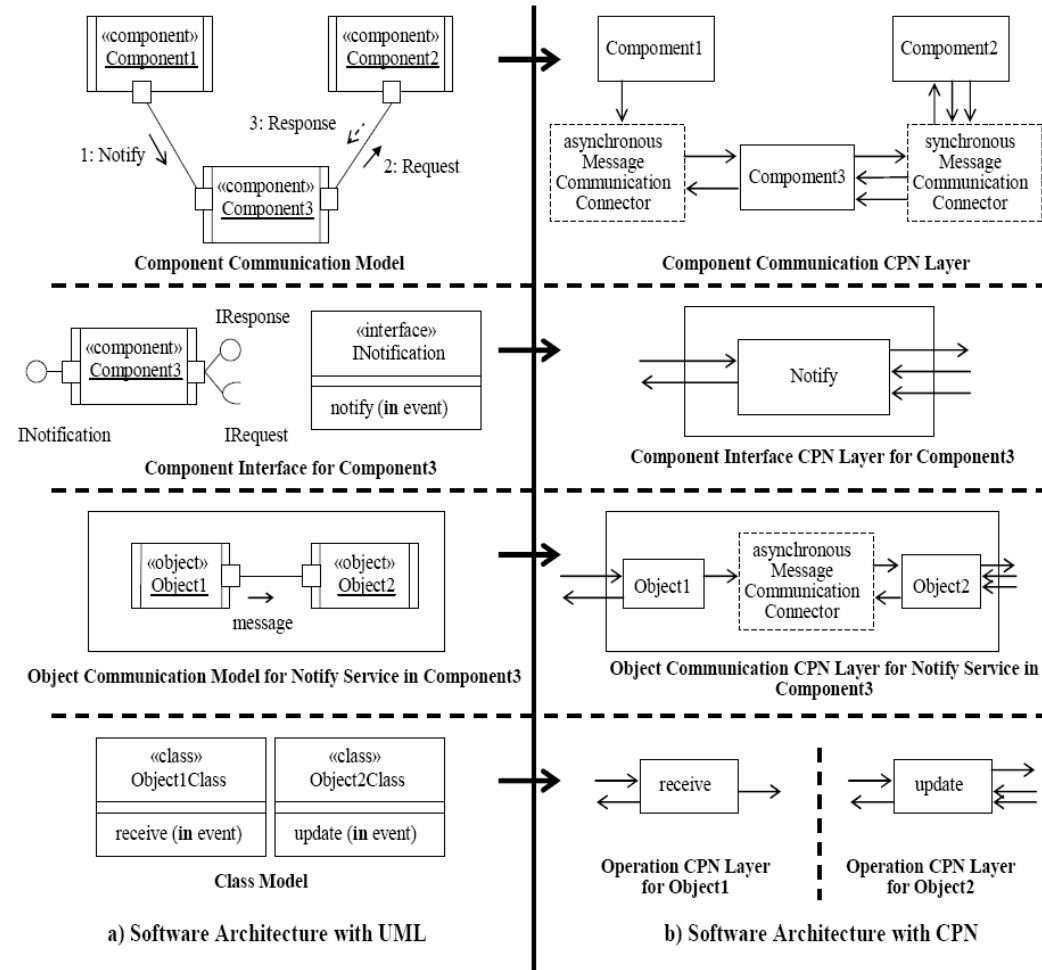 «component»
Component1
«component»
Component2
3: Response
1: Notify
2: Request
«component»
Component3
Component Communication Model
Compoment1
Compoment2
asynchronous
Message
Communication
Connector
Compoment3
synchronous
Message
Communication
Connector
Component Communication CPN Layer
IResponse
«component»
Component3
INotification
IRequest
«interface»
INotification
notify (in event)
Component Interface for Component3
Notify
Component Interface CPN Layer for Component3
«object»
Object1
«object»
Object2
message
Object Communication Model for Notify Service in Component3
Object1
asynchronous
Message
Communication
Connector
Object2
Object Communication CPN Layer for Notify Service in
Component3
«class»
Object1Class
receive (in event)
«class»
Object2Class
update (in event)
Class Model
receive
update
Operation CPN Layer
for Object1
Operation CPN Layer
for Object2
a) Software Architecture with UML
b) Software Architecture with CPN